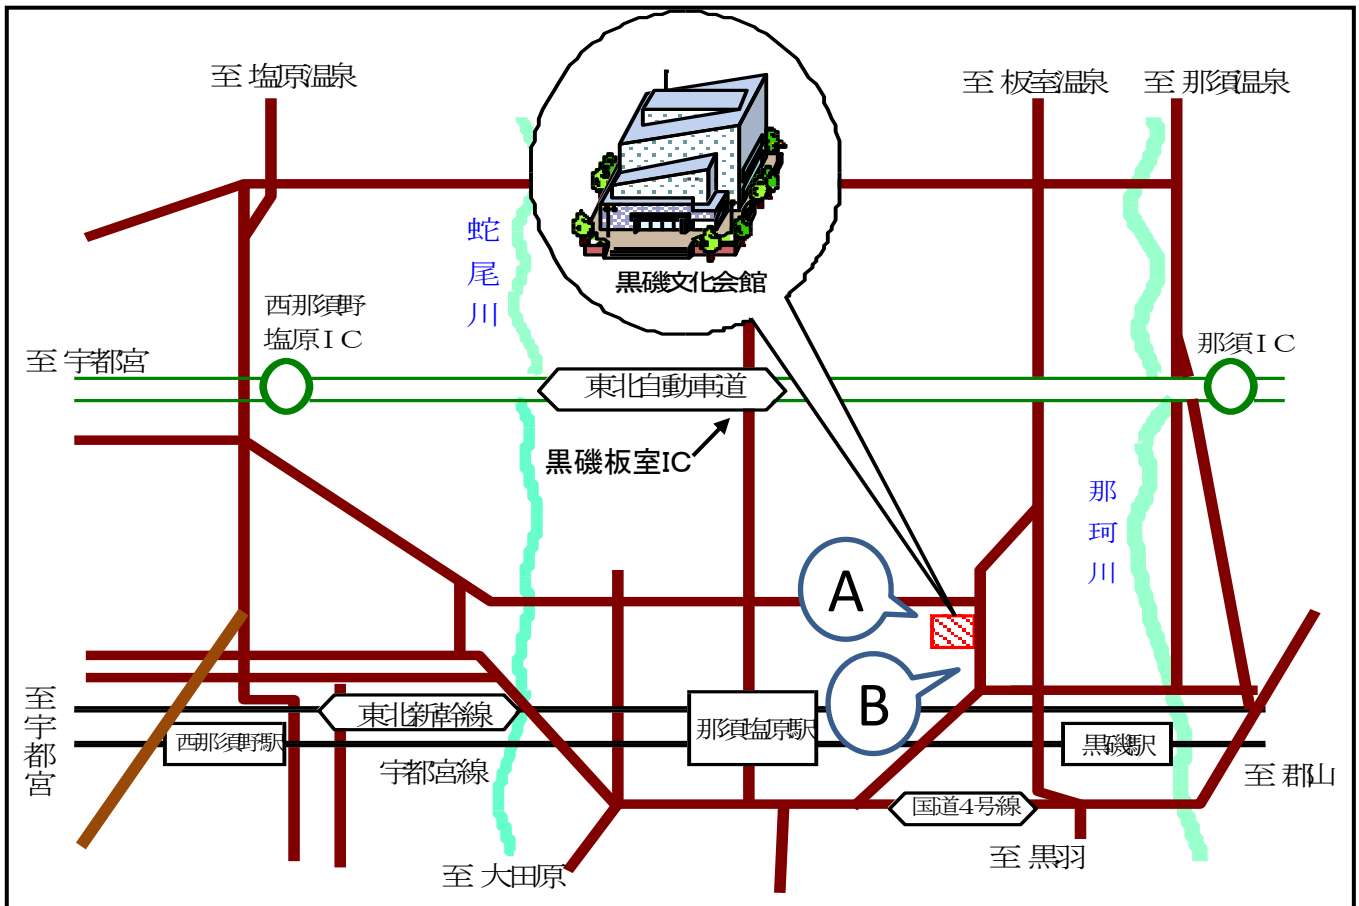 至 塩原温泉
至 板室温泉
至 那須温泉
蛇尾川
黒磯文化会館
西那須野
塩原ＩＣ
那須ＩＣ
至 宇都宮
東北自動車道
黒磯板室IC
那珂川
A
B
至宇都宮
東北新幹線
那須塩原駅
西那須野駅
黒磯駅
宇都宮線
至 郡山
国道4号線
至 黒羽
至 大田原